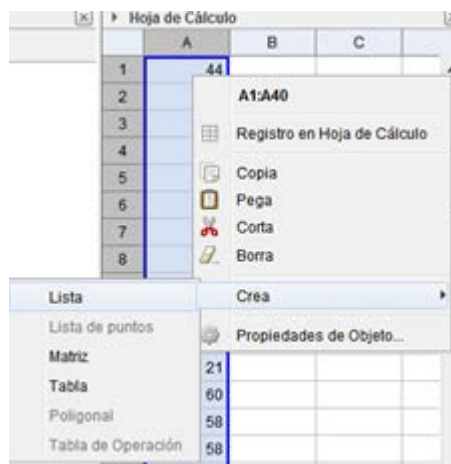 Hoja de Cálculo
A B C
1 44
2
3
4
5
6
7
8
A1:A40
Registro en Hoja de Cálculo
Copia
Pega
Corta
Borra
Crea
Propiedades de Objeto...
Lista
Lista de puntos
Matriz
Tabla
Poligonal
Tabla de Operación
21
60
58
58